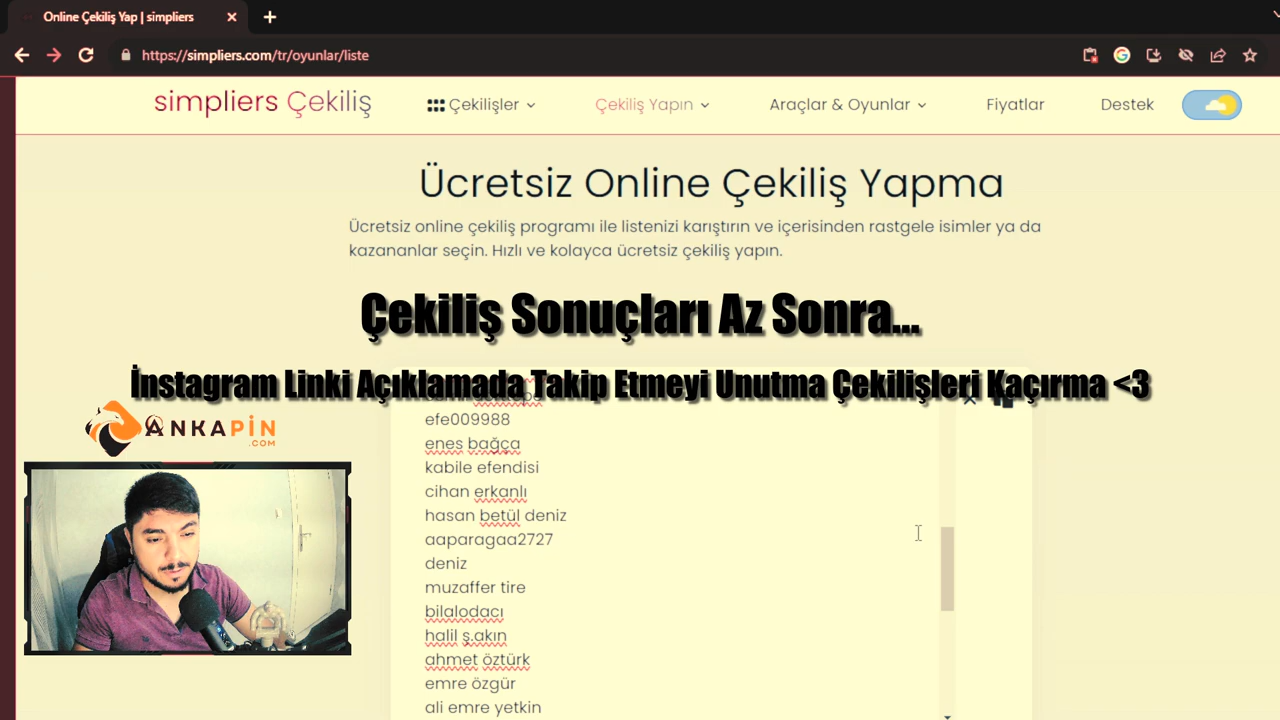 Online Çekiliş Yap | simpliers
https://simpliers.com/tr/oyunlar/liste
simpliers Çekiliş
Çekilişler
Çekiliş Yapın
Araçlar & Oyunlar
Fiyatlar
Destek
Ücretsiz Online Çekiliş Yapma
Ücretsiz online çekiliş programı ile listenizi karıştırın ve içerisinden rastgele isimler ya da
kazananlar seçin. Hızlı ve kolayca ücretsiz çekiliş yapın.
Çekiliş Sonuçları Az Sonra...
İnstagram Linki Açıklamada Takip Etmeyi Unutma Çekilişleri Kaçırma <3
ANKAPİN
.COM
efe009988
enes bağça
kabile efendisi
cihan erkanlı
hasan betül deniz
aaparagaa2727
deniz
muzaffer tire
bilalodacı
halil ş.akın
ahmet öztürk
emre özgür
ali emre yetkin